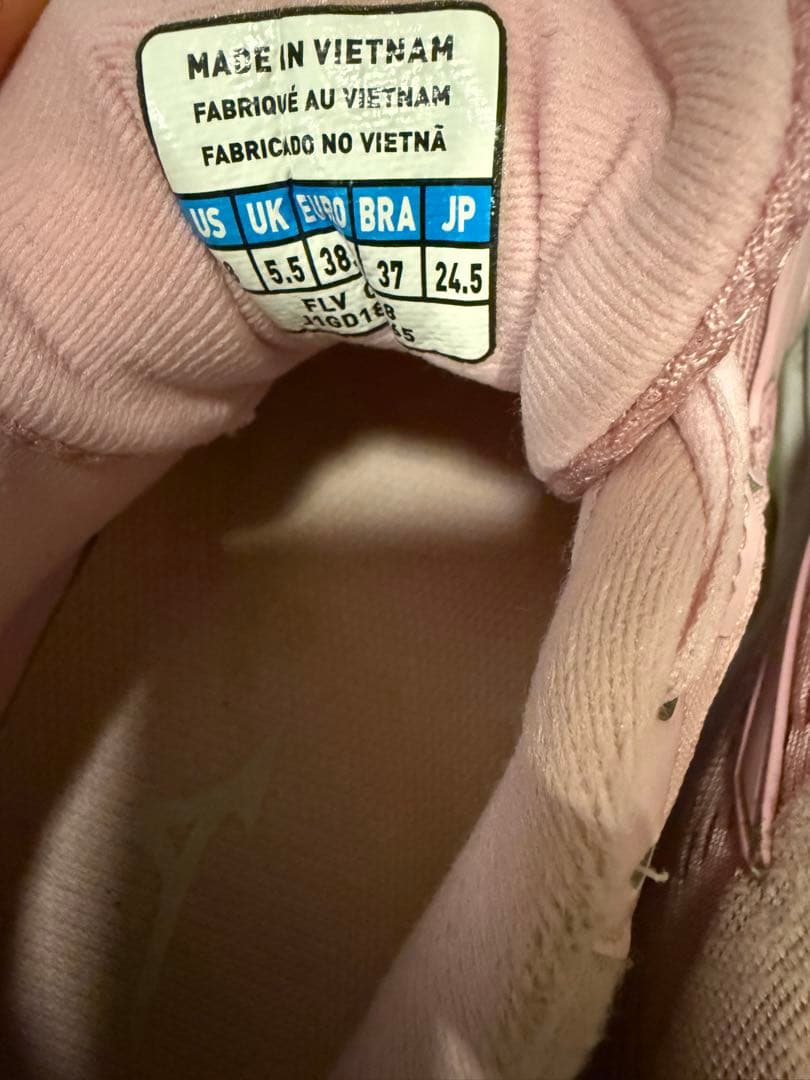 MADE IN VIETNAM
FABRIQUÉ AU VIETNAM
FABRICADO NO VIETNÃ
US UK EURO BRA JP
5.5 38. 37 24.5
FLV